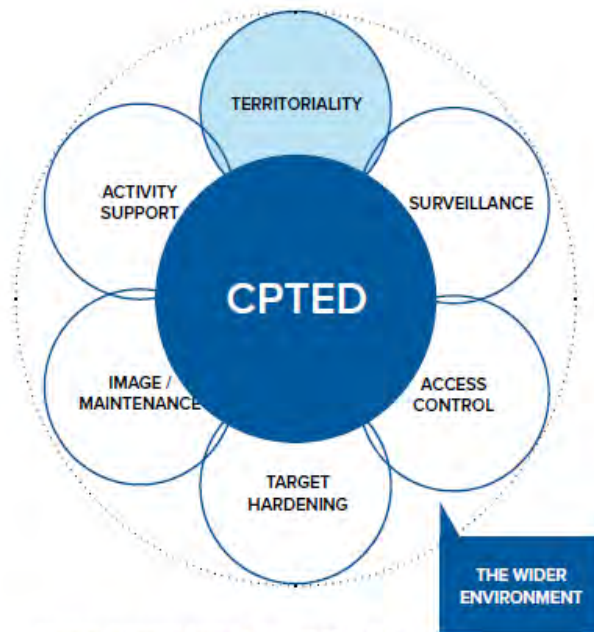 TERRITORIALITY
ACTIVITY
SUPPORT
SURVEILLANCE
CPTED
IMAGE /
MAINTENANCE
ACCESS
CONTROL
TARGET
HARDENING
THE WIDER
ENVIRONMENT